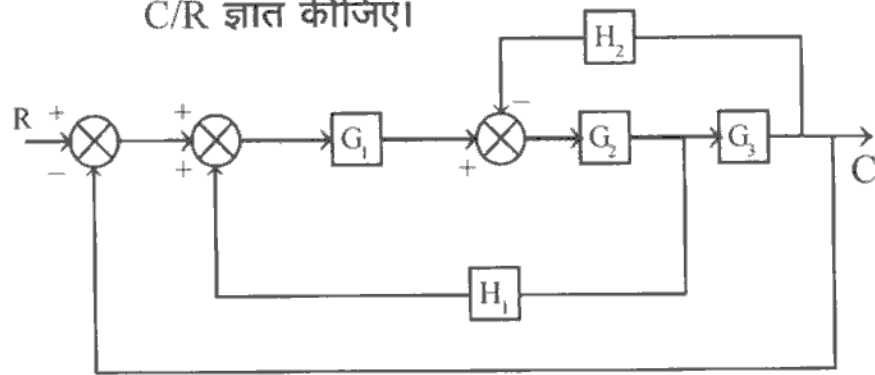 C/R ज्ञात कीजिए।
H₂
R + − + + G₁ + − G₂ G₃ C
H₁